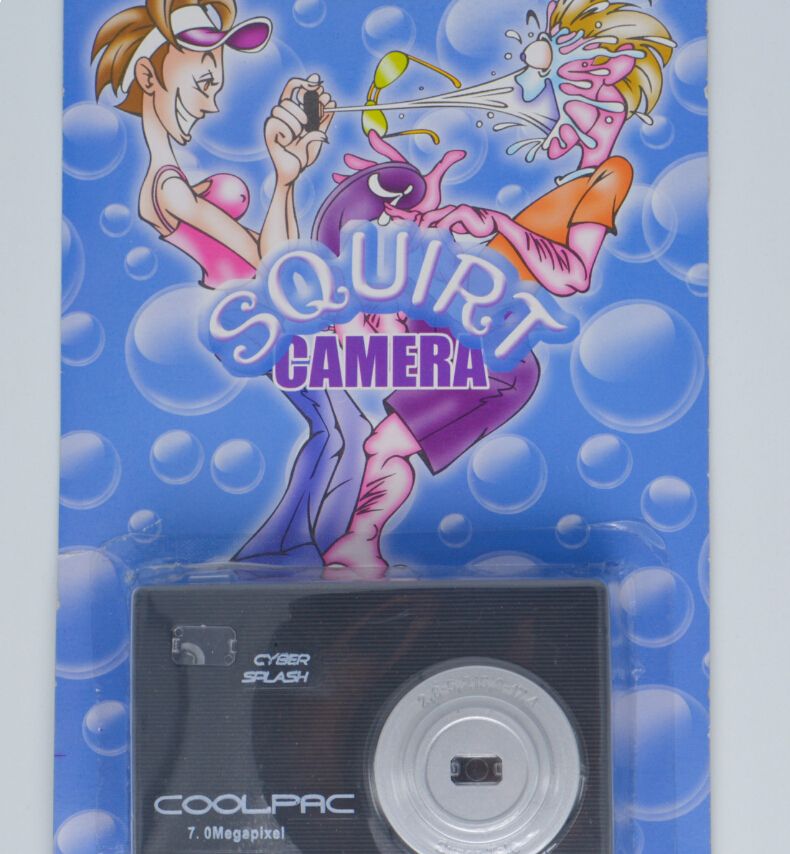 SQUIRT
CAMERA
CYBER
SPLASH
COOLPAC
7.0Megapixel